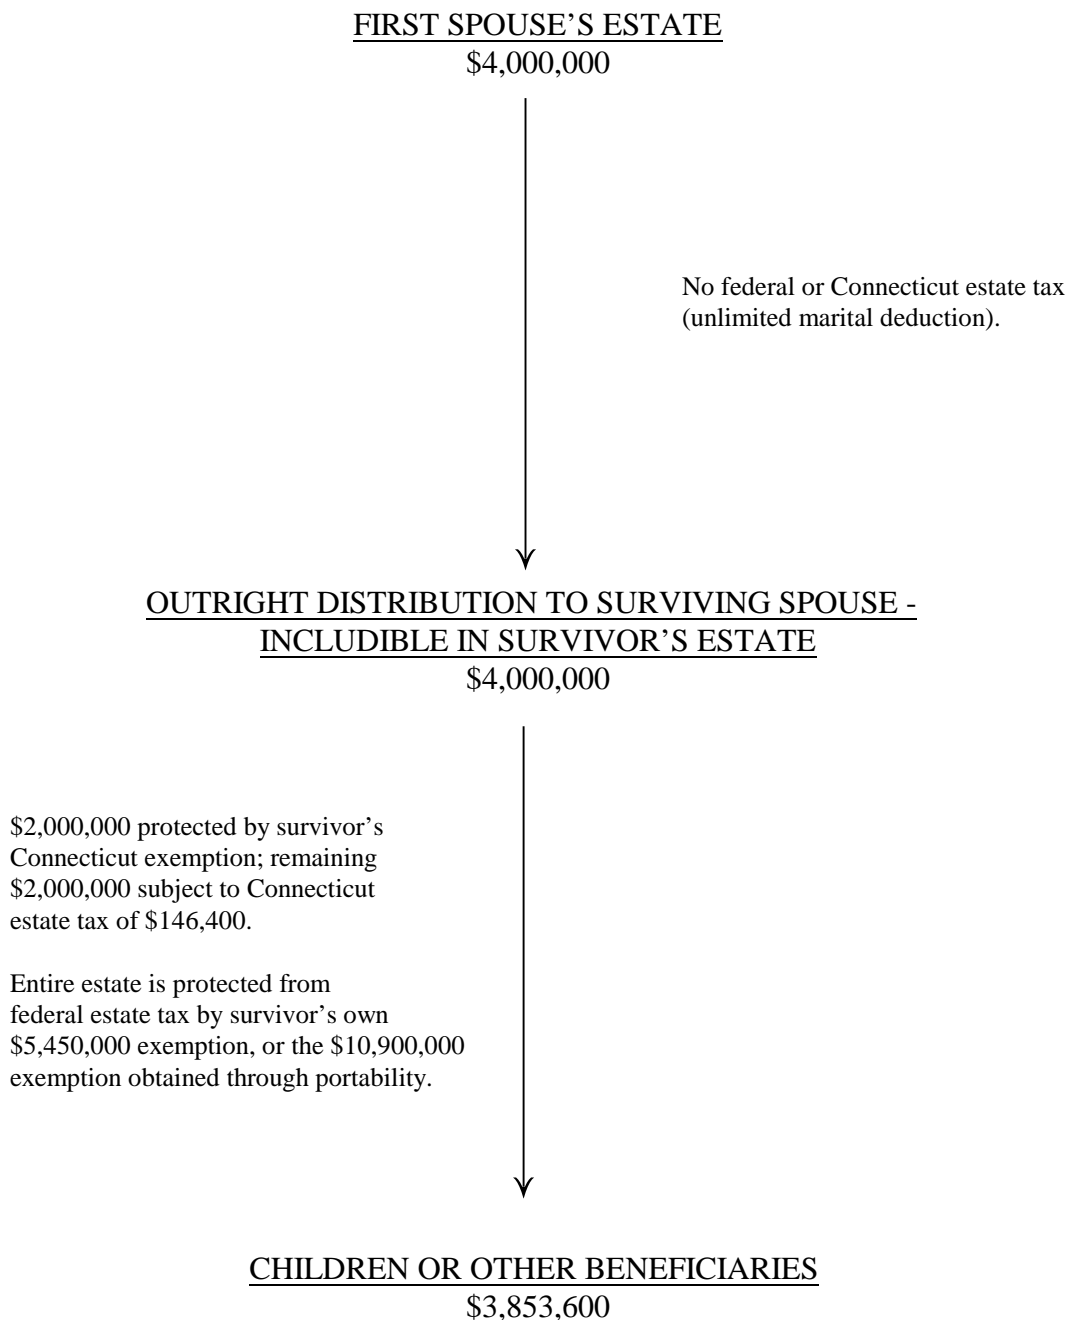 FIRST SPOUSE’S ESTATE
$4,000,000
No federal or Connecticut estate tax
(unlimited marital deduction).
OUTRIGHT DISTRIBUTION TO SURVIVING SPOUSE -
INCLUDIBLE IN SURVIVOR’S ESTATE
$4,000,000
$2,000,000 protected by survivor’s
Connecticut exemption; remaining
$2,000,000 subject to Connecticut
estate tax of $146,400.
Entire estate is protected from
federal estate tax by survivor’s own
$5,450,000 exemption, or the $10,900,000
exemption obtained through portability.
CHILDREN OR OTHER BENEFICIARIES
$3,853,600